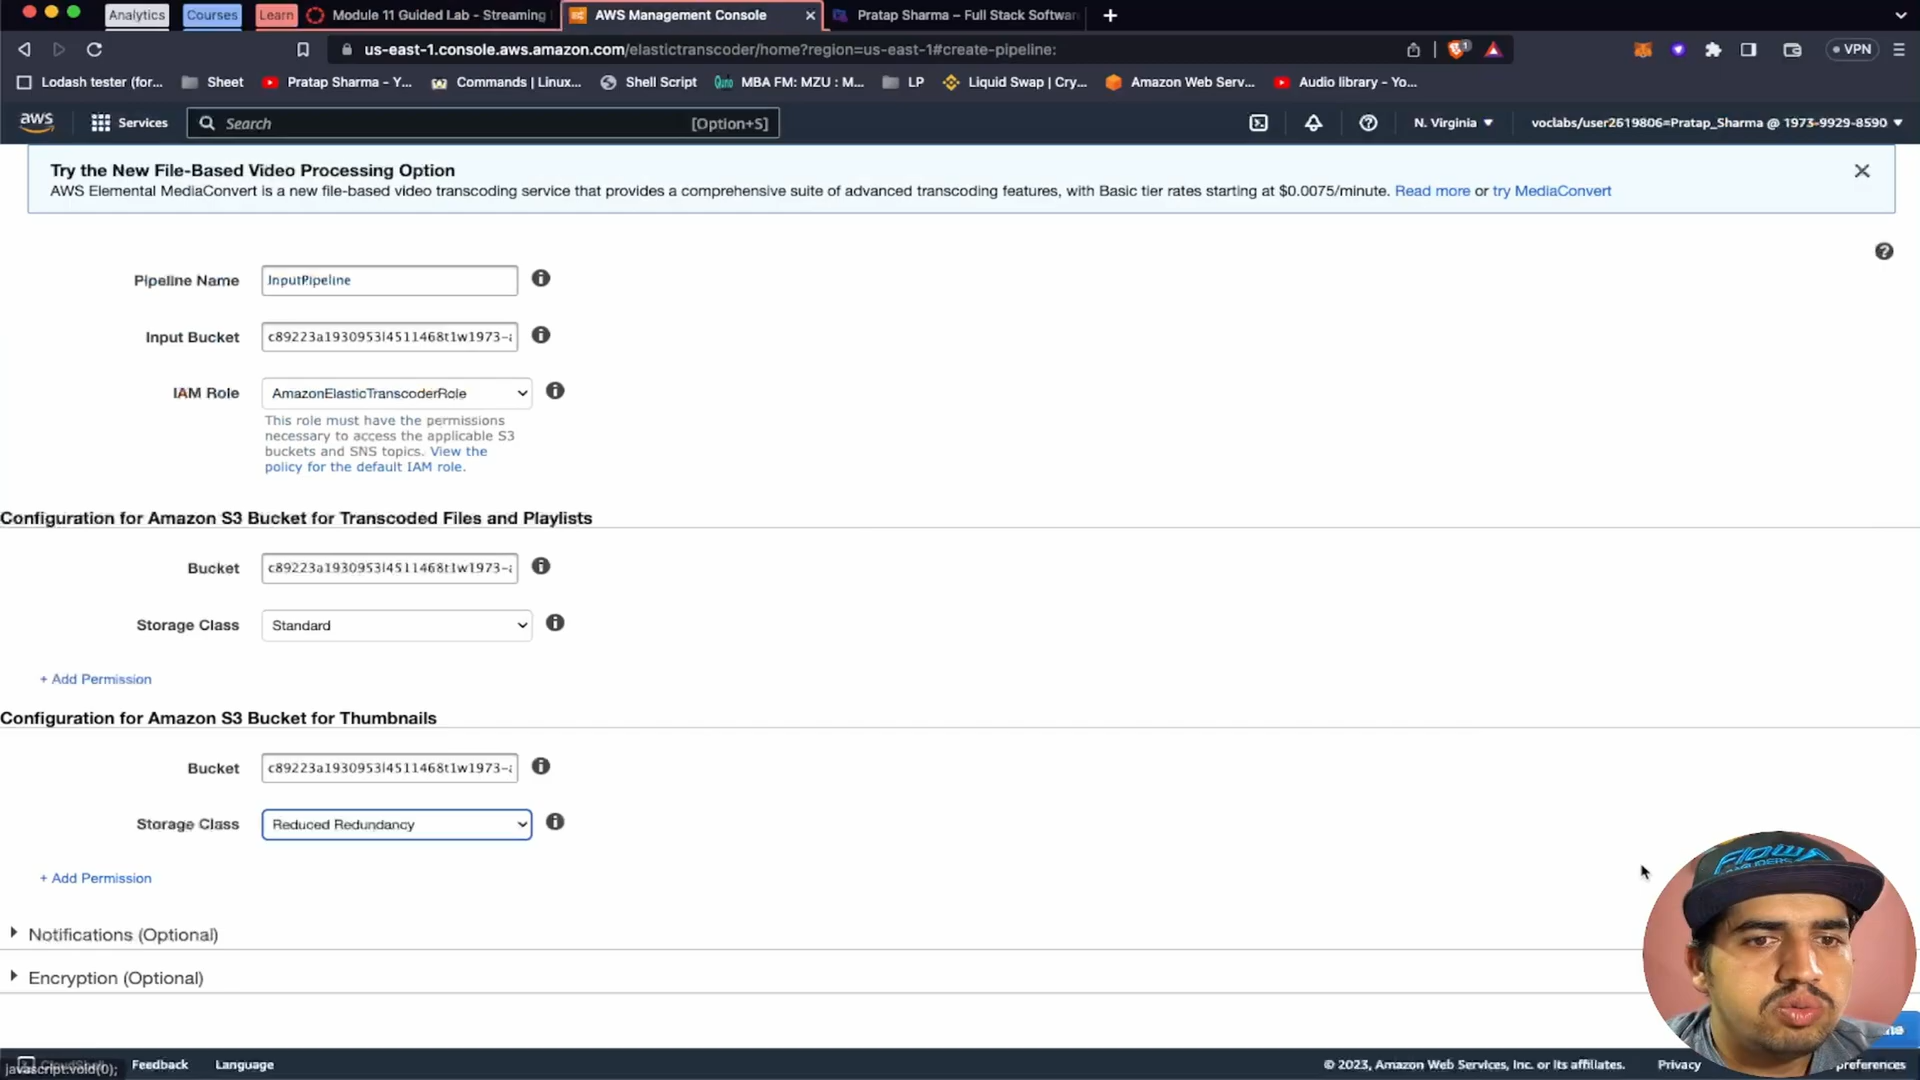 Analytics
Courses
Learn
Module 11 Guided Lab - Streaming
AWS Management Console
Pratap Sharma – Full Stack Softwar
us-east-1.console.aws.amazon.com/elastictranscoder/home?region=us-east-1#create-pipeline:
VPN
Lodash tester (for...
Sheet
Pratap Sharma - Y...
Commands | Linux...
Shell Script
MBA FM: MZU : M...
LP
Liquid Swap | Cry...
Amazon Web Serv...
Audio library - Yo...
aws
Services
Search
[Option+S]
N. Virginia
voclabs/user2619806=Pratap_Sharma @ 1973-9929-8590
Try the New File-Based Video Processing Option
AWS Elemental MediaConvert is a new file-based video transcoding service that provides a comprehensive suite of advanced transcoding features, with Basic tier rates starting at $0.0075/minute. Read more or try MediaConvert
Pipeline Name
InputPipeline
Input Bucket
c89223a1930953l4511468t1w1973-
IAM Role
AmazonElasticTranscoderRole
This role must have the permissions
necessary to access the applicable S3
buckets and SNS topics. View the
policy for the default IAM role.
Configuration for Amazon S3 Bucket for Transcoded Files and Playlists
Bucket
c89223a1930953l4511468t1w1973-
Storage Class
Standard
+ Add Permission
Configuration for Amazon S3 Bucket for Thumbnails
Bucket
c89223a1930953l4511468t1w1973-
Storage Class
Reduced Redundancy
+ Add Permission
Notifications (Optional)
Encryption (Optional)
javascript:void(0);
Feedback
Language
© 2023, Amazon Web Services, Inc. or its affiliates.
Privacy
preferences